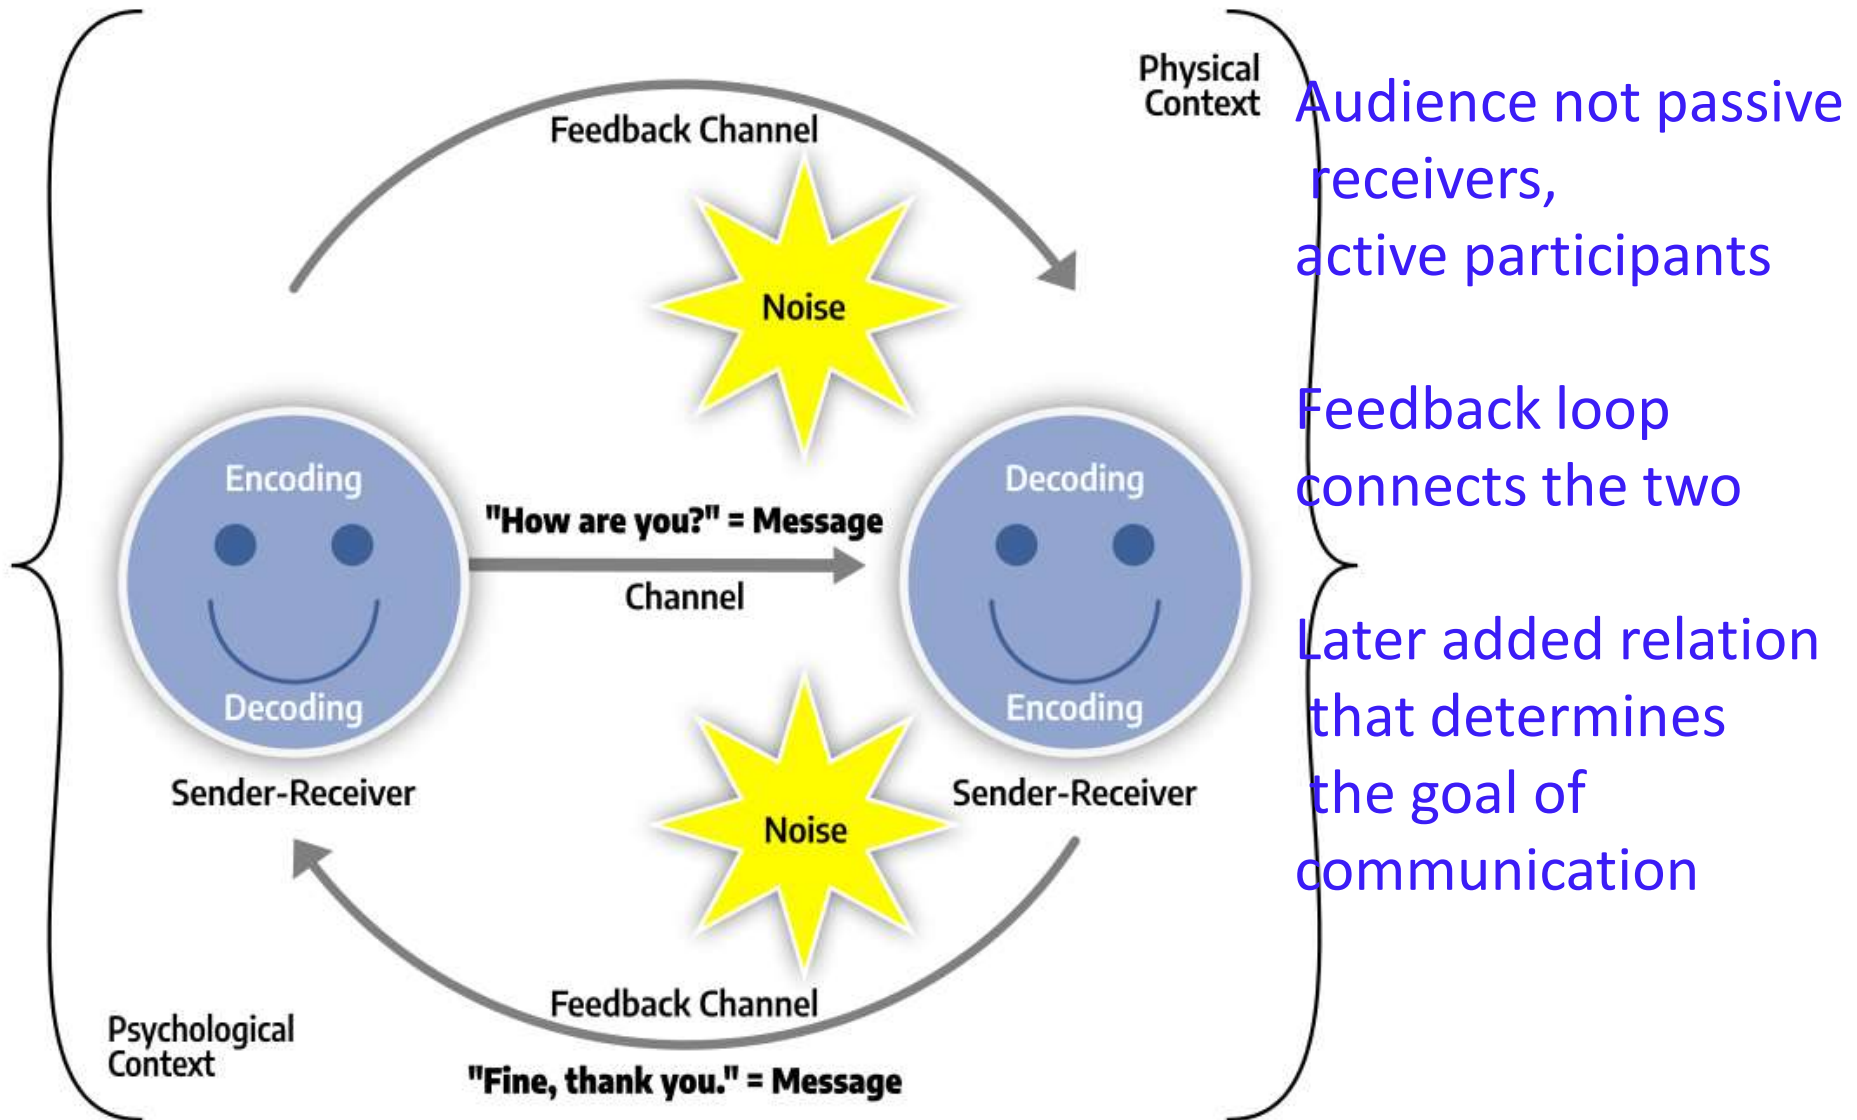 Physical
Context
Feedback Channel
Noise
Encoding
Decoding
"How are you?" = Message
Channel
Decoding
Encoding
Sender-Receiver
Sender-Receiver
Noise
Feedback Channel
"Fine, thank you." = Message
Psychological
Context
Audience not passive
receivers,
active participants
Feedback loop
connects the two
Later added relation
that determines
the goal of
communication